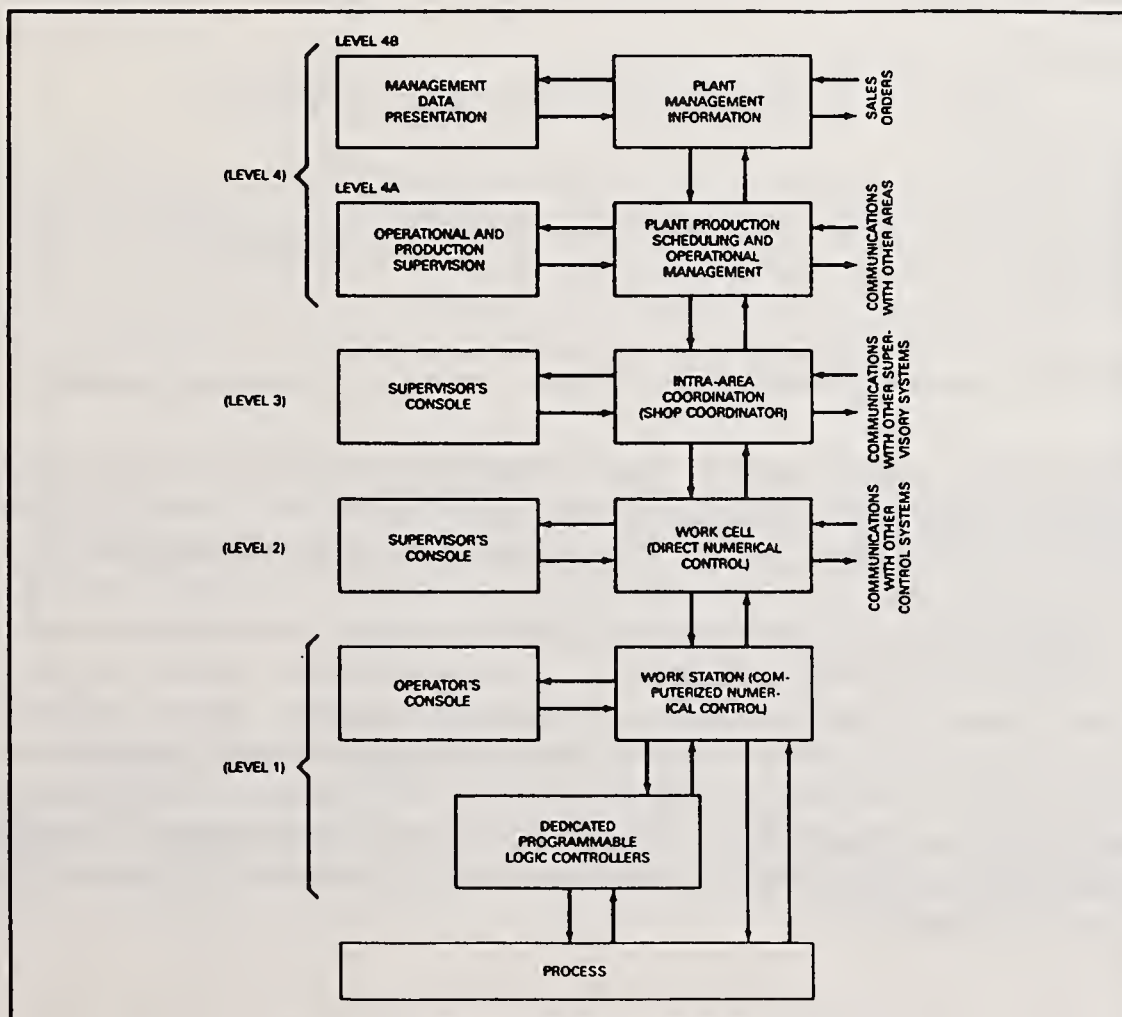 LEVEL 4B
MANAGEMENT
DATA
PRESENTATION
PLANT
MANAGEMENT
INFORMATION
SALES
ORDERS
(LEVEL 4)
LEVEL 4A
OPERATIONAL AND
PRODUCTION
SUPERVISION
PLANT PRODUCTION
SCHEDULING AND
OPERATIONAL
MANAGEMENT
COMMUNICATIONS
WITH OTHER AREAS
(LEVEL 3)
SUPERVISOR'S
CONSOLE
INTRA-AREA
COORDINATION
(SHOP COORDINATOR)
COMMUNICATIONS
WITH OTHER SUPER-
VISORY SYSTEMS
(LEVEL 2)
SUPERVISOR'S
CONSOLE
WORK CELL
(DIRECT NUMERICAL
CONTROL)
COMMUNICATIONS
WITH OTHER
CONTROL SYSTEMS
(LEVEL 1)
OPERATOR'S
CONSOLE
WORK STATION (COM-
PUTERIZED NUMER-
ICAL CONTROL)
DEDICATED
PROGRAMMABLE
LOGIC CONTROLLERS
PROCESS